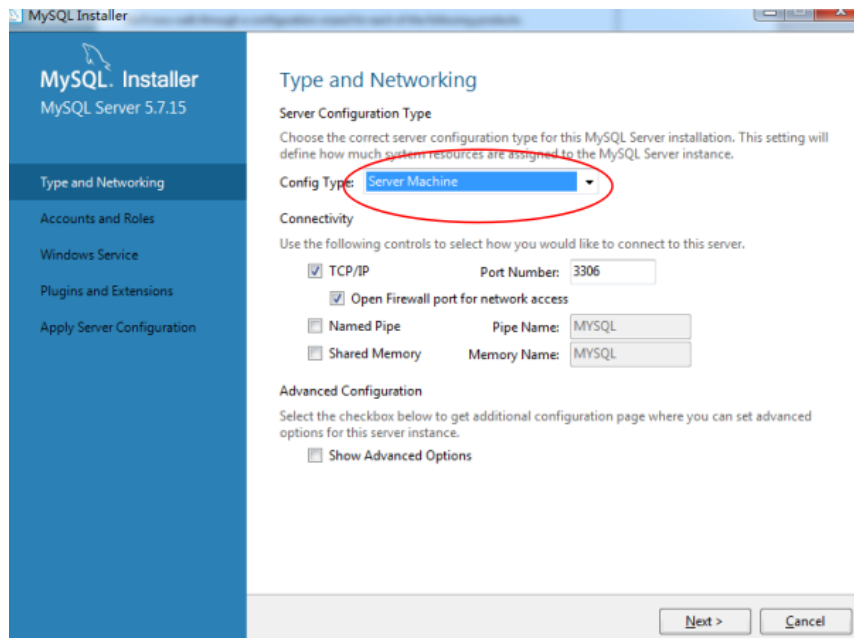 MySQL Installer
MySQL. Installer
MySQL Server 5.7.15
Type and Networking
Accounts and Roles
Windows Service
Plugins and Extensions
Apply Server Configuration
Type and Networking
Server Configuration Type
Choose the correct server configuration type for this MySQL Server installation. This setting will
define how much system resources are assigned to the MySQL Server instance.
Config Type: Server Machine
Connectivity
Use the following controls to select how you would like to connect to this server.
TCP/IP Port Number: 3306
Open Firewall port for network access
Named Pipe Pipe Name: MYSQL
Shared Memory Memory Name: MYSQL
Advanced Configuration
Select the checkbox below to get additional configuration page where you can set advanced
options for this server instance.
Show Advanced Options
Next > Cancel